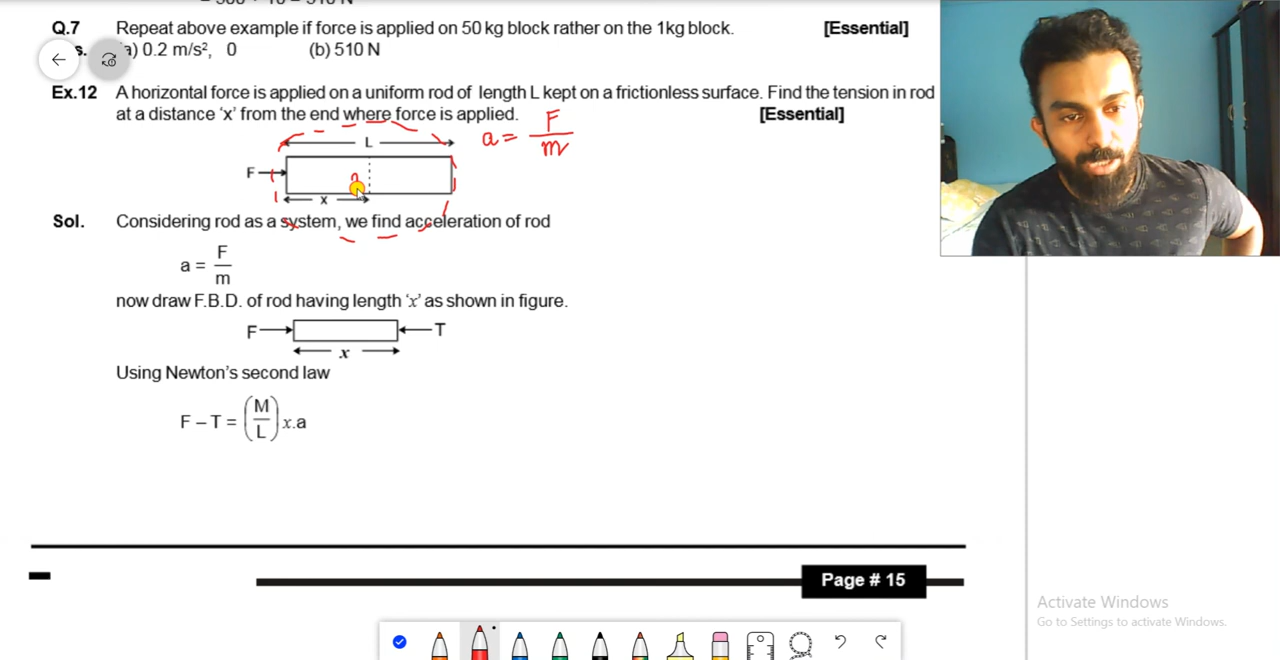 Q.7 Repeat above example if force is applied on 50 kg block rather on the 1kg block. [Essential]
s. a) 0.2 m/s², 0 (b) 510 N
Ex.12 A horizontal force is applied on a uniform rod of length L kept on a frictionless surface. Find the tension in rod
at a distance ‘x’ from the end where force is applied. [Essential]
a = F/m
L
F
x
Sol. Considering rod as a system, we find acceleration of rod
a = F/m
now draw F.B.D. of rod having length ‘x’ as shown in figure.
F T
x
Using Newton’s second law
F – T = (M/L) x.a
Page # 15
Activate Windows
Go to Settings to activate Windows.